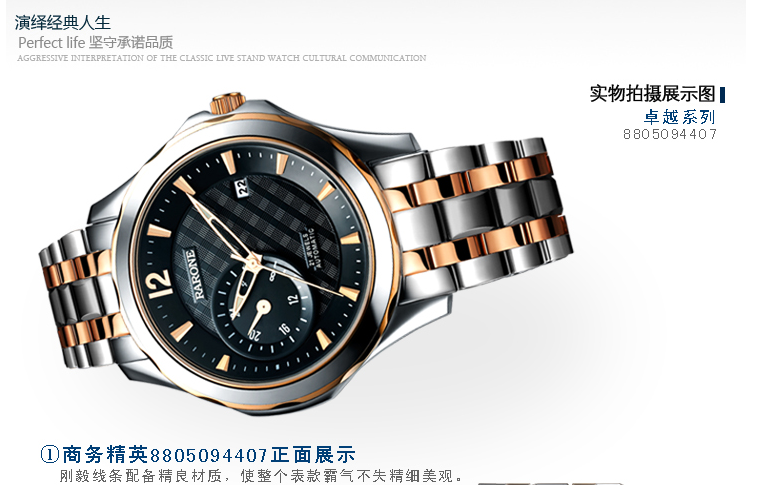 演绎经典人生
Perfect life 坚守承诺品质
AGGRESSIVE INTERPRETATION OF THE CLASSIC LIVE STAND WATCH CULTURAL COMMUNICATION
实物拍摄展示图
卓越系列
8805094407
22
12
RARONE
21 JEWELS
AUTOMATIC
8
12
16
20
①商务精英8805094407正面展示
刚毅线条配备精良材质，使整个表款霸气不失精细美观。